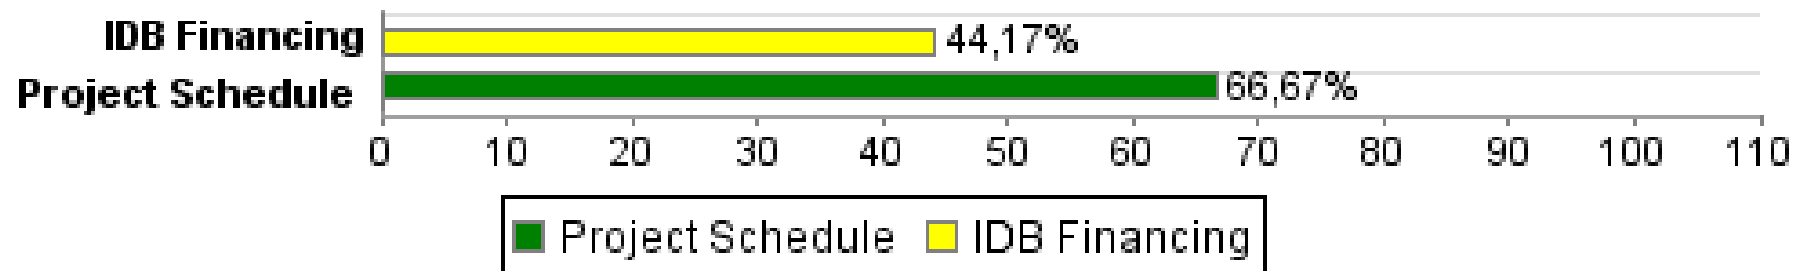 IDB Financing 44,17%
Project Schedule 66,67%
0 10 20 30 40 50 60 70 80 90 100 110
Project Schedule IDB Financing